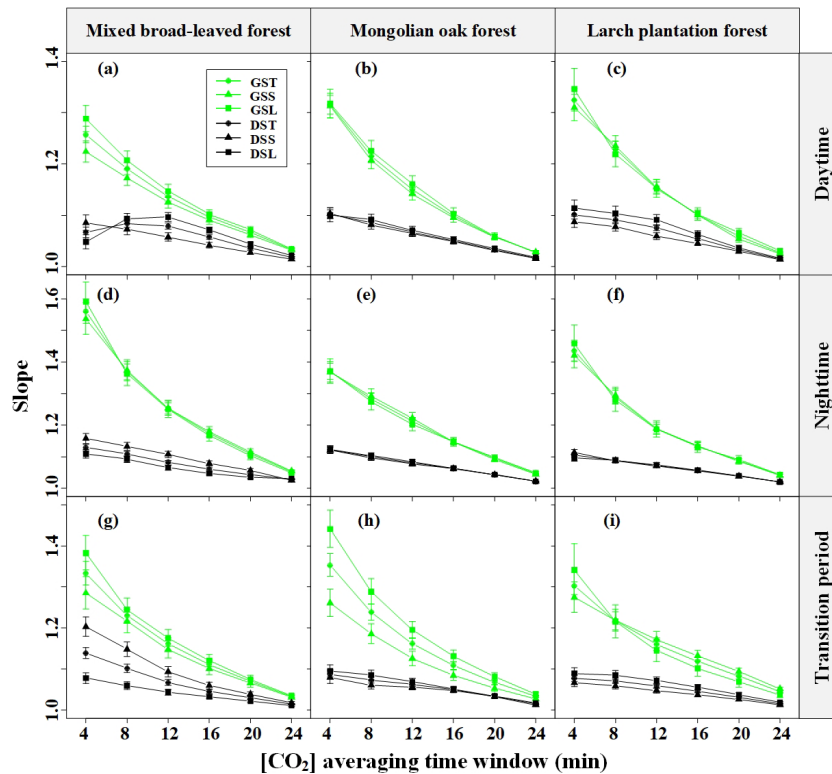 Mixed broad-leaved forest
Mongolian oak forest
Larch plantation forest
(a)
(b)
(c)
GST
GSS
GSL
DST
DSS
DSL
1.4
1.2
1.0
Daytime
(d)
(e)
(f)
1.6
1.4
1.2
1.0
Slope
Nighttime
(g)
(h)
(i)
1.4
1.2
1.0
Transition period
4 8 12 16 20 24 4 8 12 16 20 24 4 8 12 16 20 24
[CO₂] averaging time window (min)